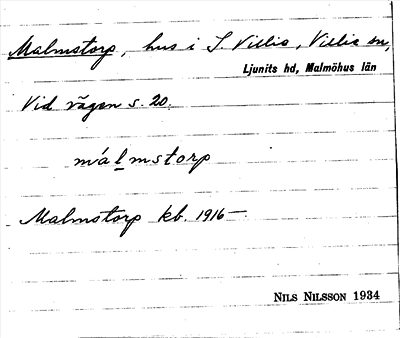 Malmstorp, hus i S. Villie, Villie sn,
Ljunits hd, Malmöhus län
Vid vägen s. 20.
málmstorp
Malmstorp kb. 1916–
NILS NILSSON 1934